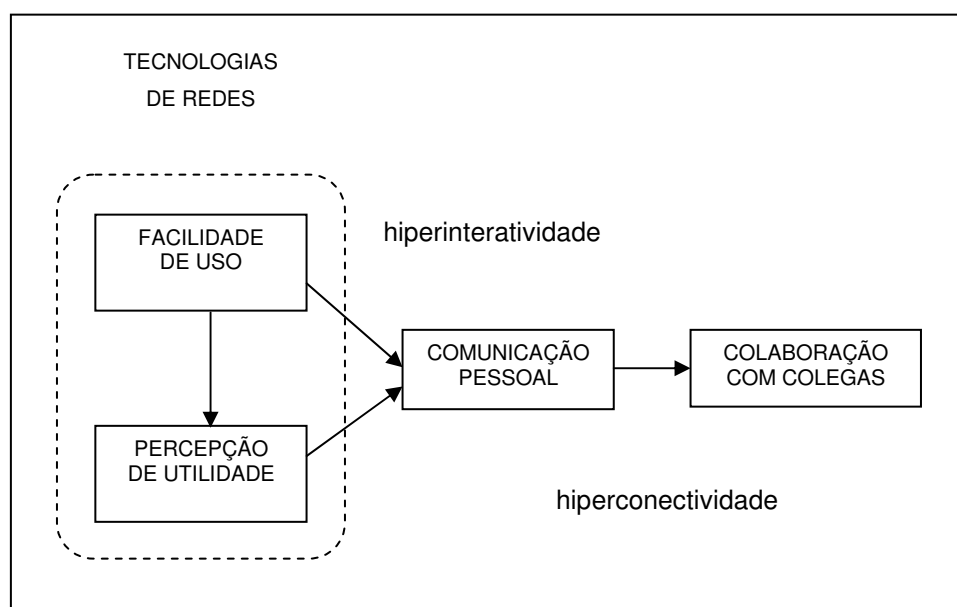 TECNOLOGIAS
DE REDES
FACILIDADE
DE USO
hiperinteratividade
COMUNICAÇÃO
PESSOAL
COLABORAÇÃO
COM COLEGAS
PERCEPÇÃO
DE UTILIDADE
hiperconectividade